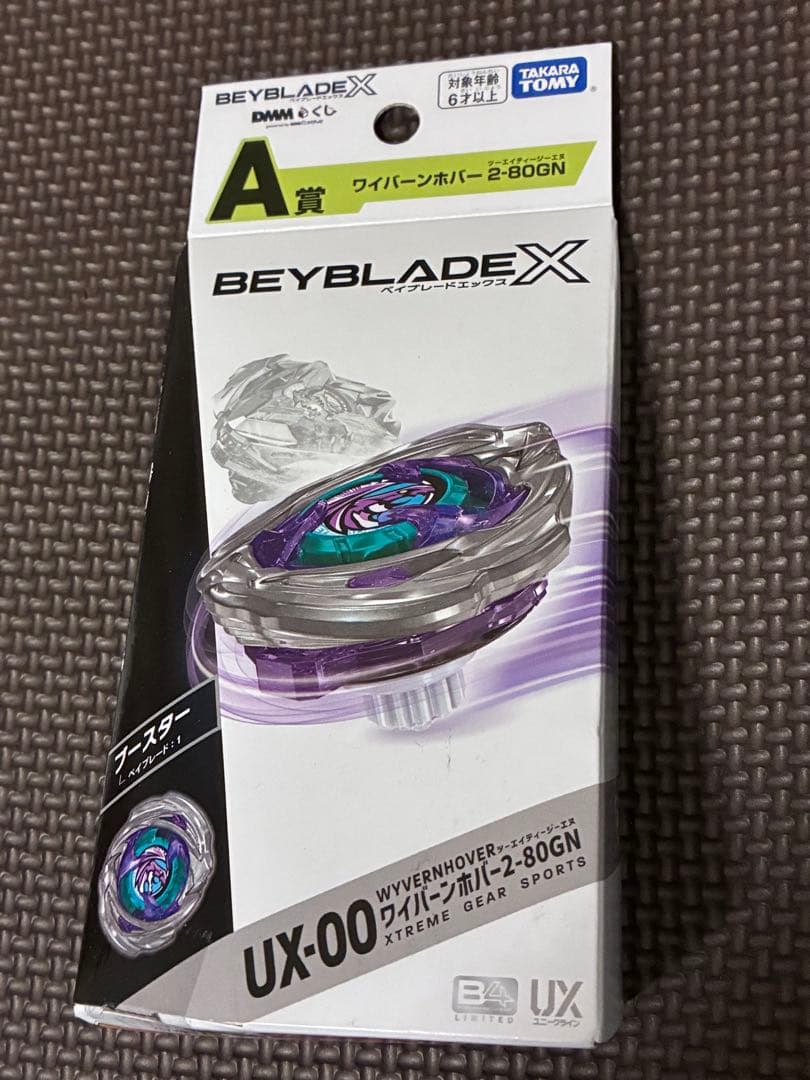 BEYBLADE X
ベイブレードエックス
DMMくじ
対象年齢
6才以上
TAKARA
TOMY
A賞
ツーエイティージーエヌ
ワイバーンホバー 2-80GN
BEYBLADE X
ベイブレードエックス
ブースター
ベイブレード:1
UX-00
WYVERNHOVER
ツーエイティージーエヌ
ワイバーンホバー2-80GN
XTREME GEAR SPORTS
B4
LIMITED
UX
ユニークライン